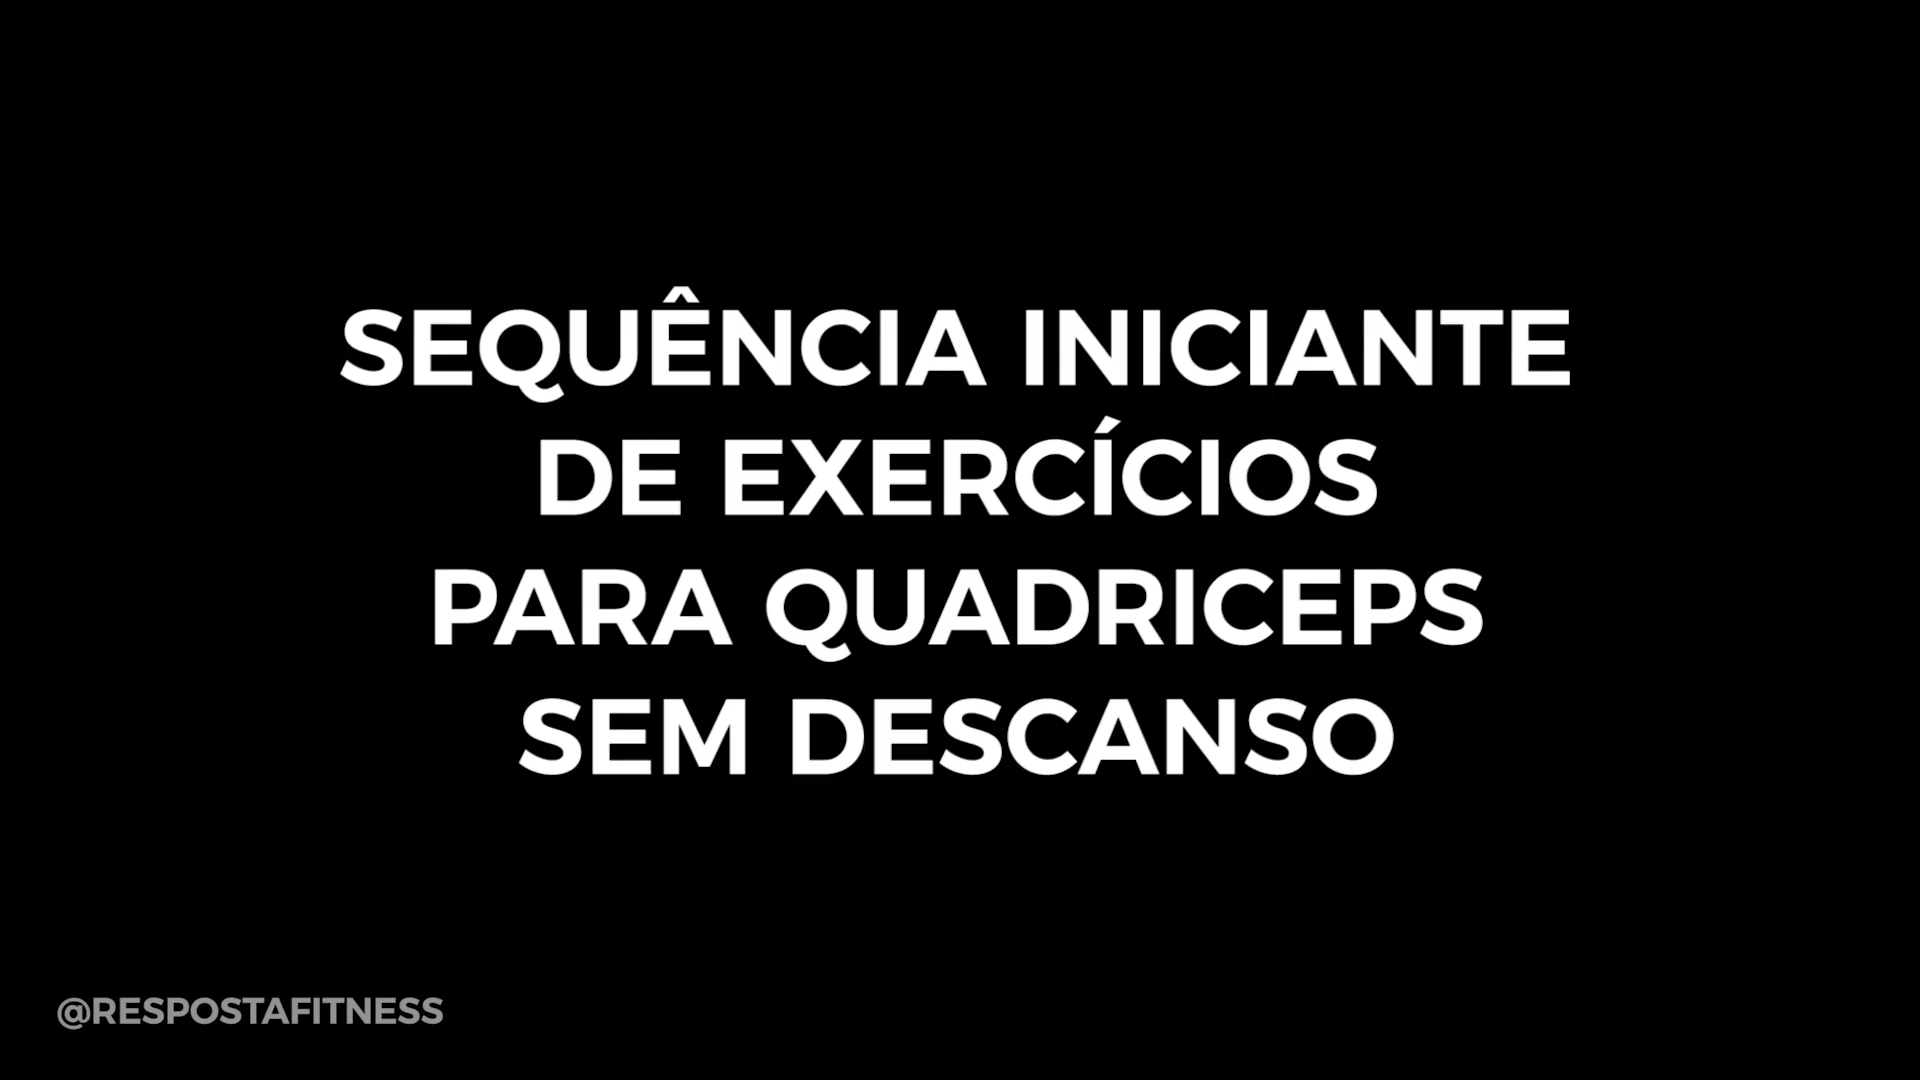 SEQUÊNCIA INICIANTE
DE EXERCÍCIOS
PARA QUADRICEPS
SEM DESCANSO
@RESPOSTAFITNESS